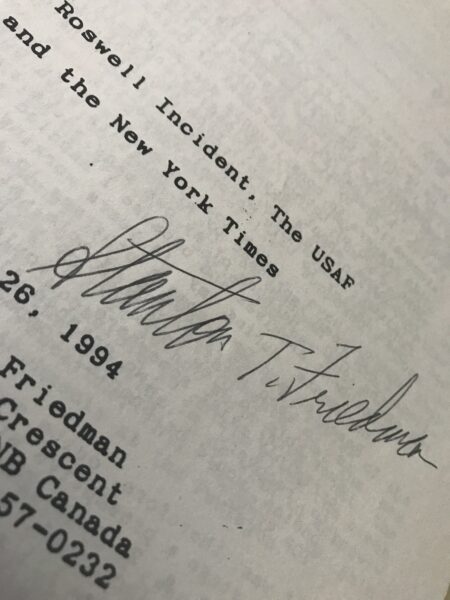 Roswell Incident, The USAF
and the New York Times
Stanton T. Friedman
26, 1994
Friedman
Crescent
NB Canada
57-0232